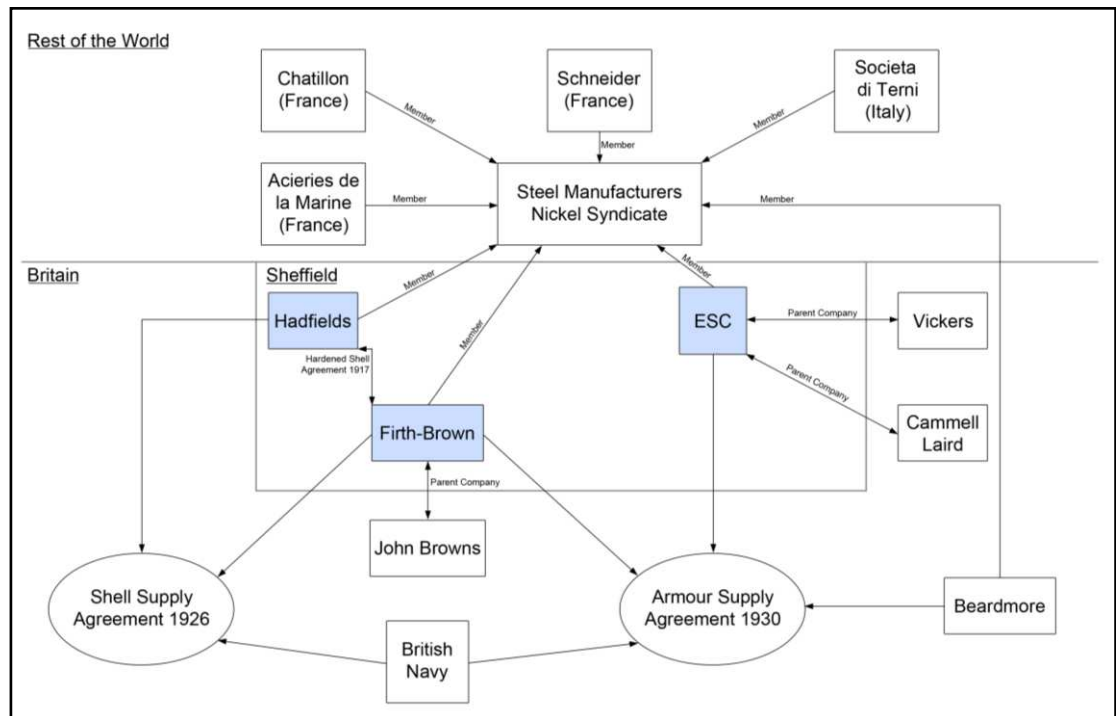 Rest of the World
Chatillon
(France)
Schneider
(France)
Societa
di Terni
(Italy)
Member
Member
Member
Acieries de
la Marine
(France)
Member
Steel Manufacturers
Nickel Syndicate
Member
Britain
Sheffield
Member
Member
Member
Hadfields
ESC
Parent Company
Vickers
Hardened Shell
Agreement 1917
Parent Company
Firth-Brown
Cammell
Laird
Parent Company
John Browns
Shell Supply
Agreement 1926
Armour Supply
Agreement 1930
Beardmore
British
Navy